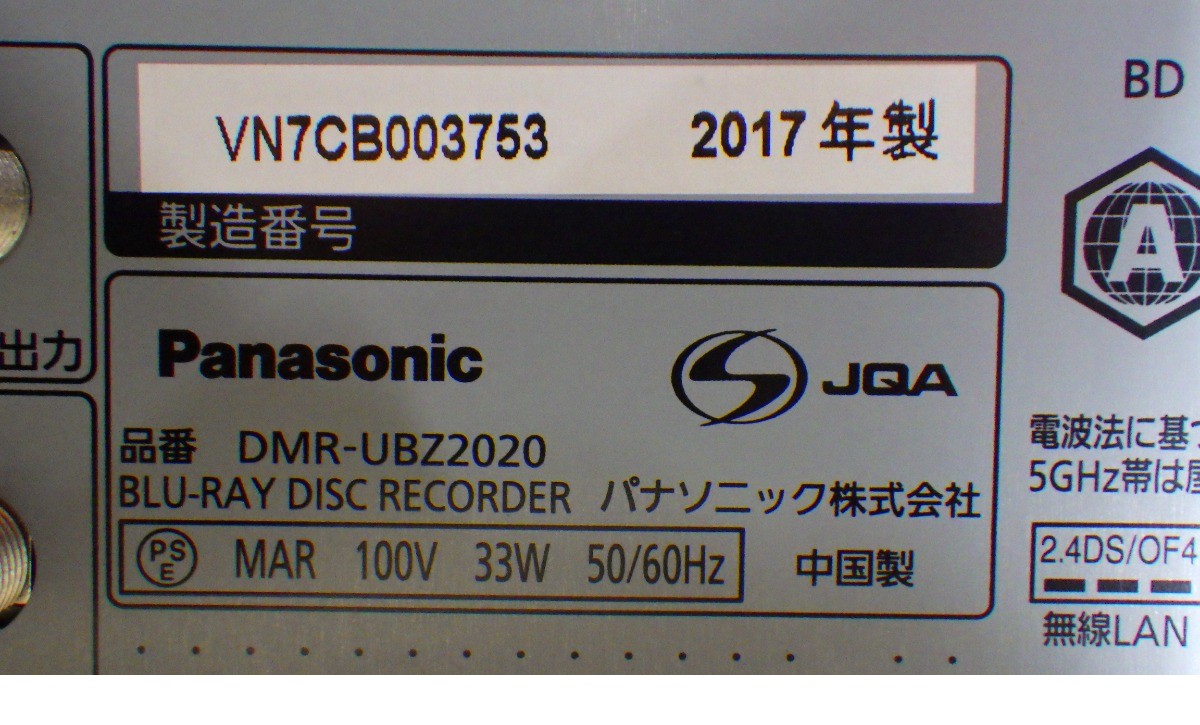 VN7CB003753 2017年製
製造番号
出力
Panasonic JQA
品番 DMR-UBZ2020
BLU-RAY DISC RECORDER パナソニック株式会社
PS E MAR 100V 33W 50/60Hz 中国製
BD
A
電波法に基
5GHz帯は
2.4DS/OF4
無線LAN